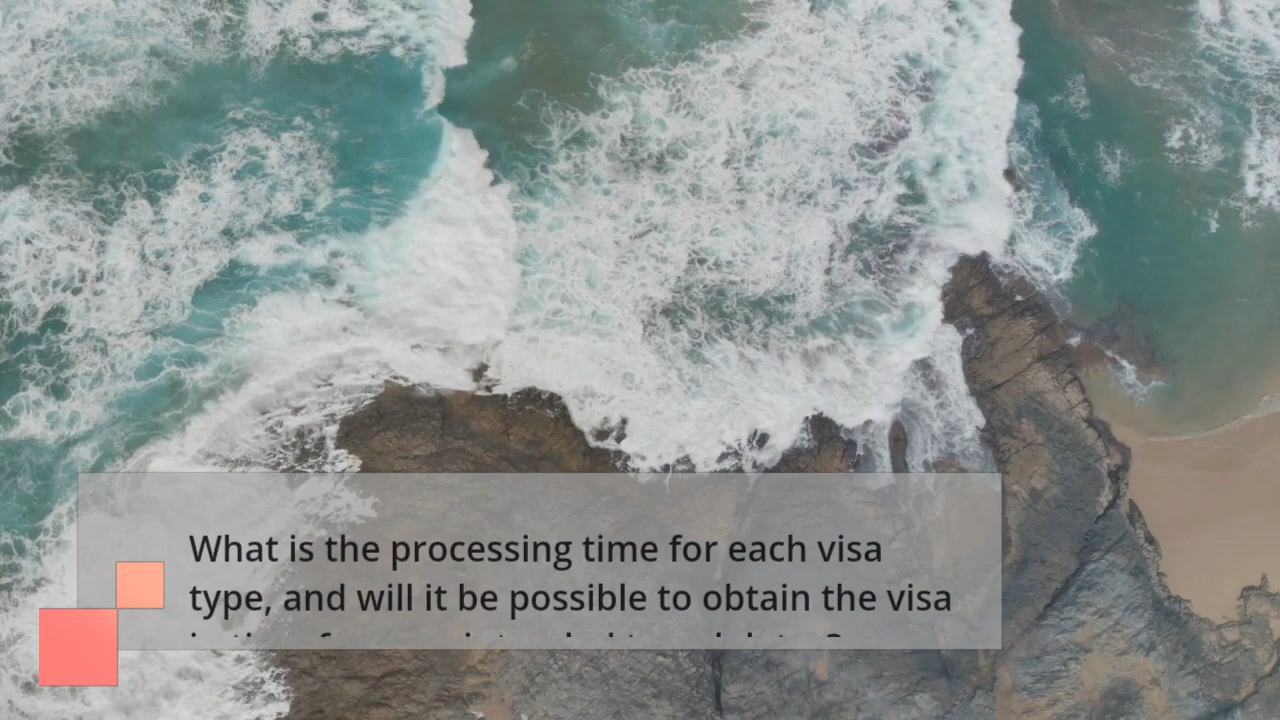 What is the processing time for each visa
type, and will it be possible to obtain the visa